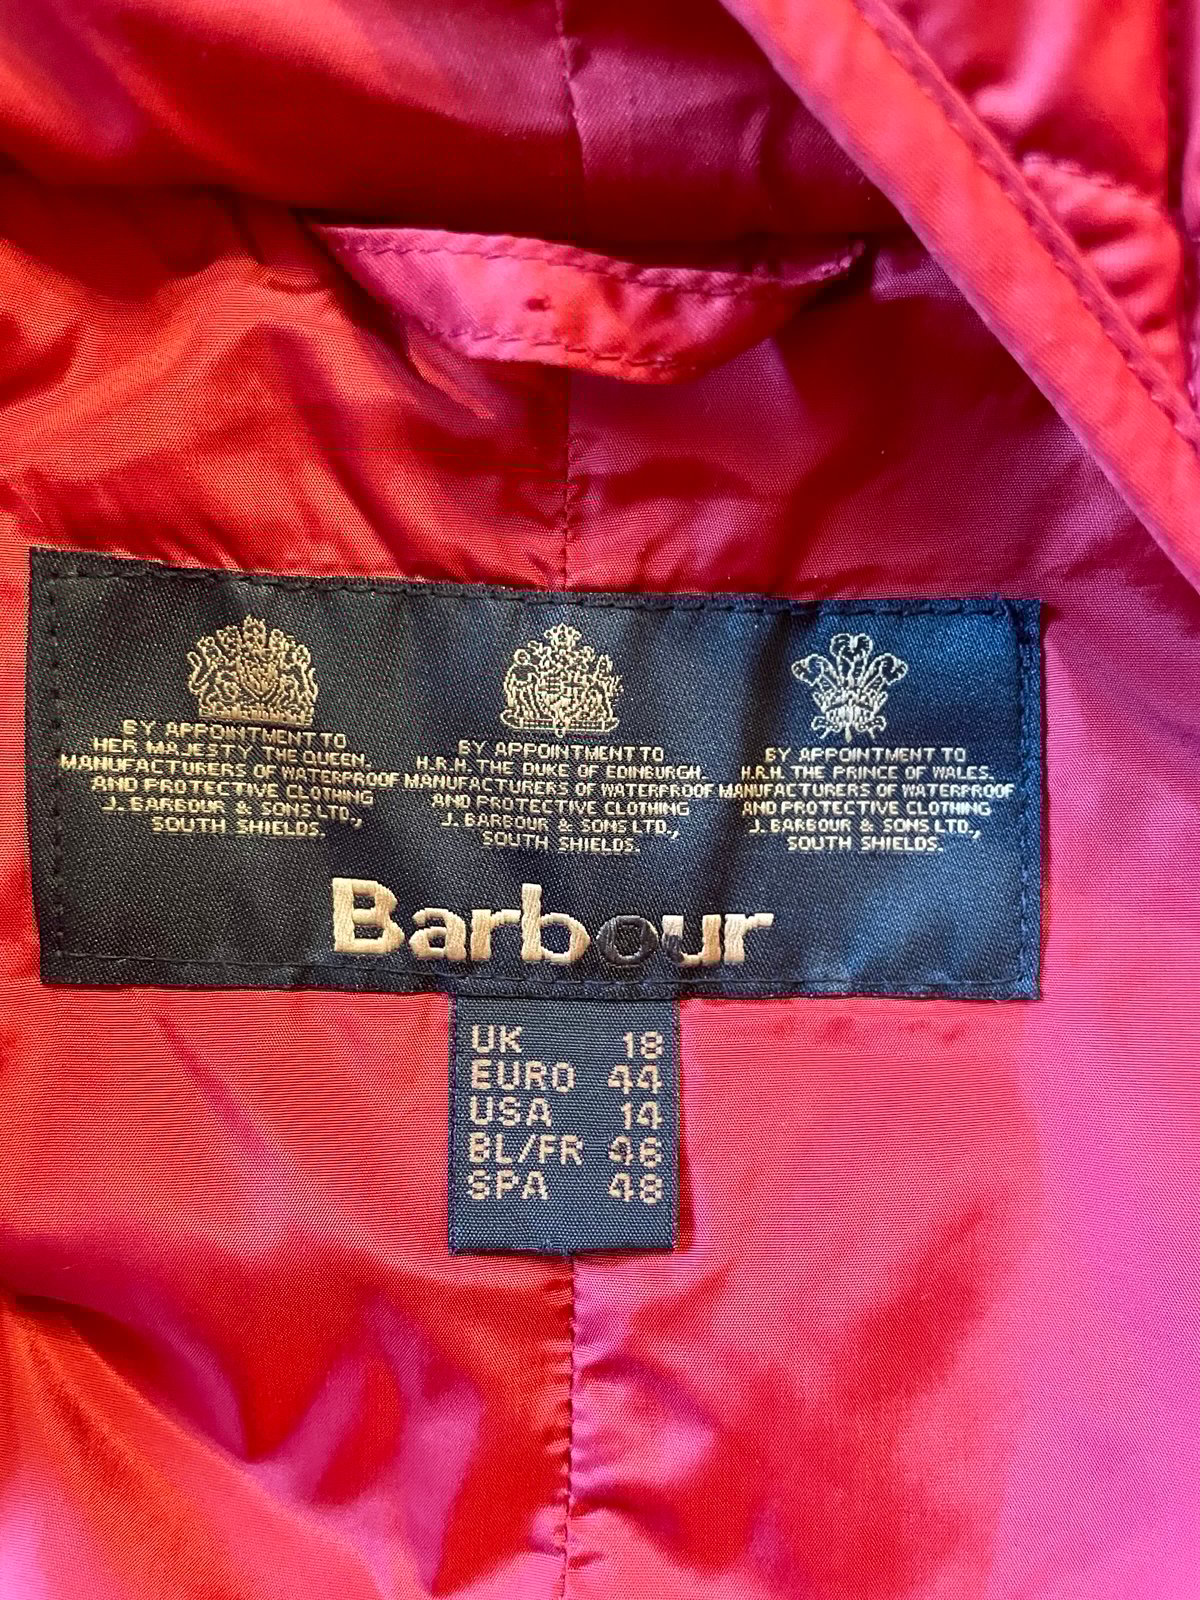 BY APPOINTMENT TO
HER MAJESTY THE QUEEN.
MANUFACTURERS OF WATERPROOF
AND PROTECTIVE CLOTHING
J. BARBOUR & SONS LTD.,
SOUTH SHIELDS.
BY APPOINTMENT TO
H.R.H. THE DUKE OF EDINBURGH.
MANUFACTURERS OF WATERPROOF
AND PROTECTIVE CLOTHING
J. BARBOUR & SONS LTD.,
SOUTH SHIELDS.
BY APPOINTMENT TO
H.R.H. THE PRINCE OF WALES.
MANUFACTURERS OF WATERPROOF
AND PROTECTIVE CLOTHING
J. BARBOUR & SONS LTD.,
SOUTH SHIELDS.
Barbour
UK 18
EURO 44
USA 14
BL/FR 46
SPA 48